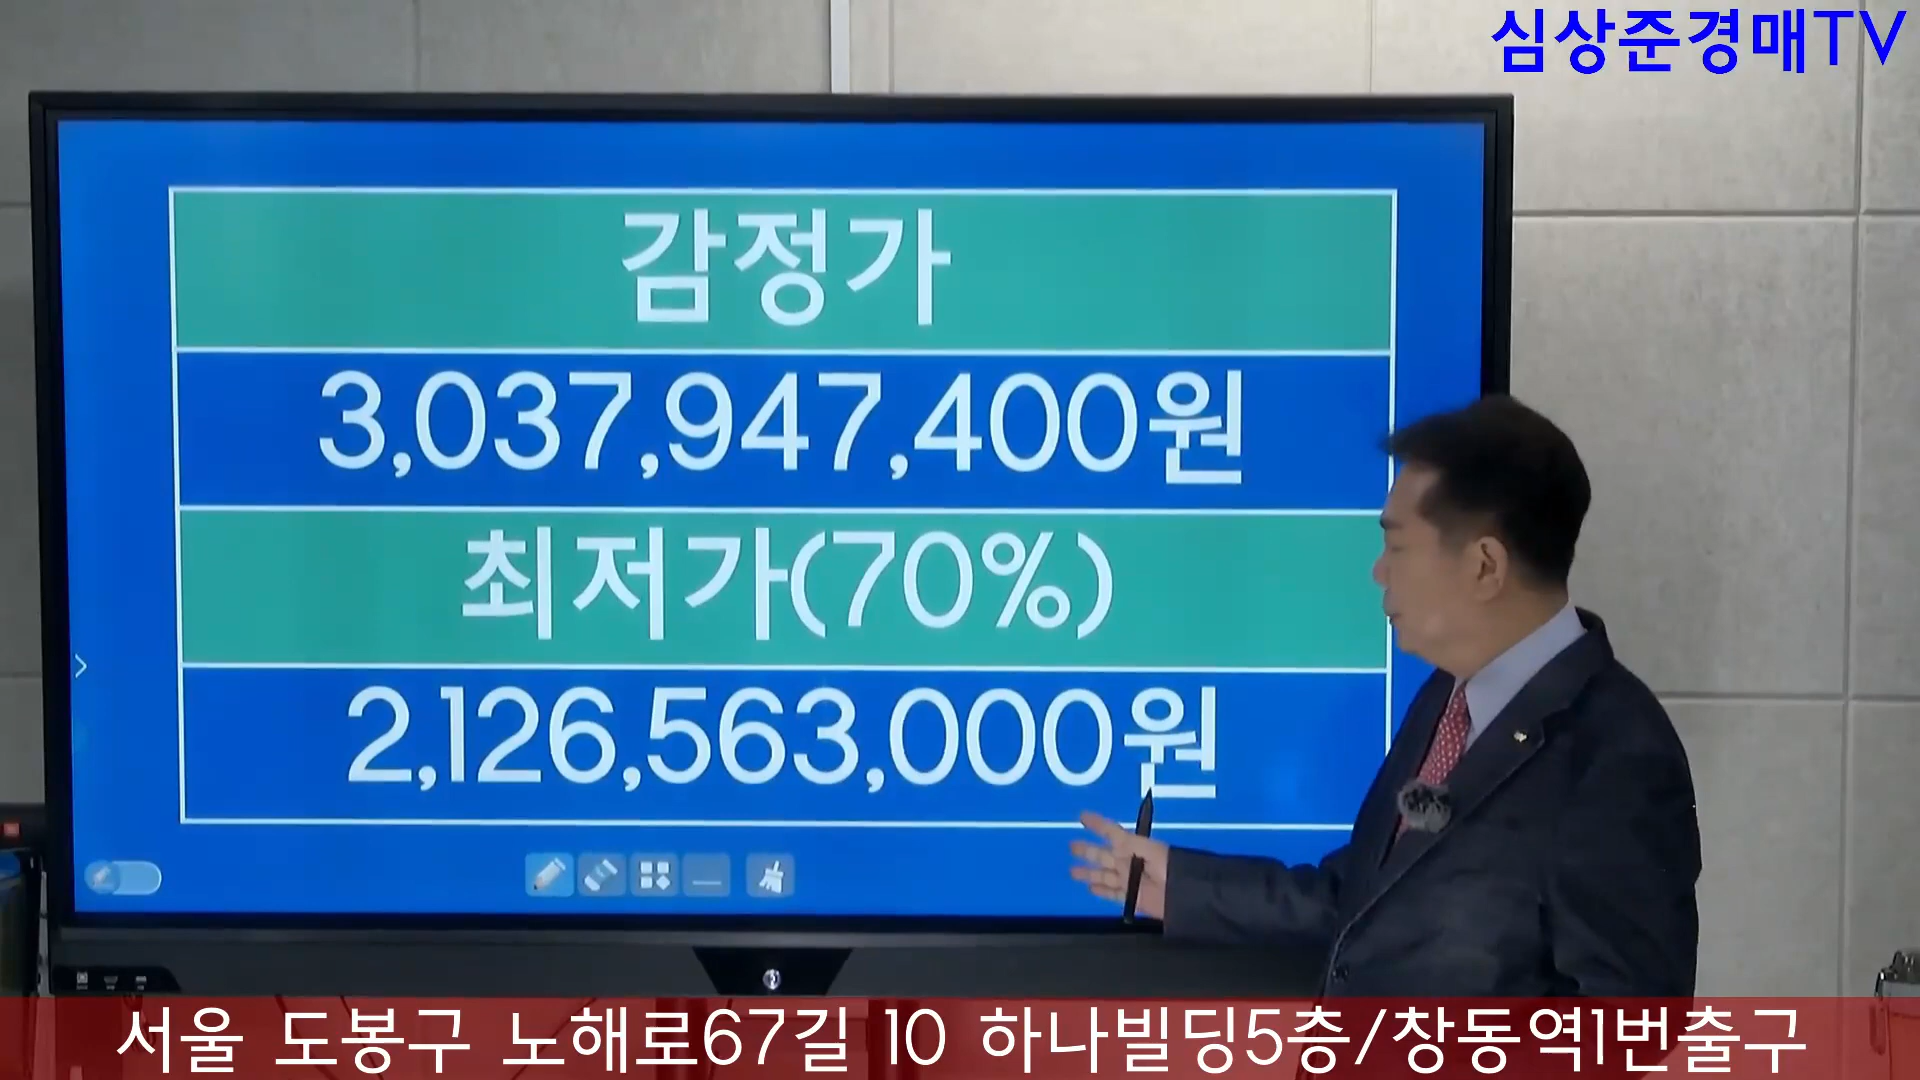 심상준경매TV
감정가
3,037,947,400원
최저가(70%)
2,126,563,000원
서울 도봉구 노해로67길 10 하나빌딩5층/창동역1번출구